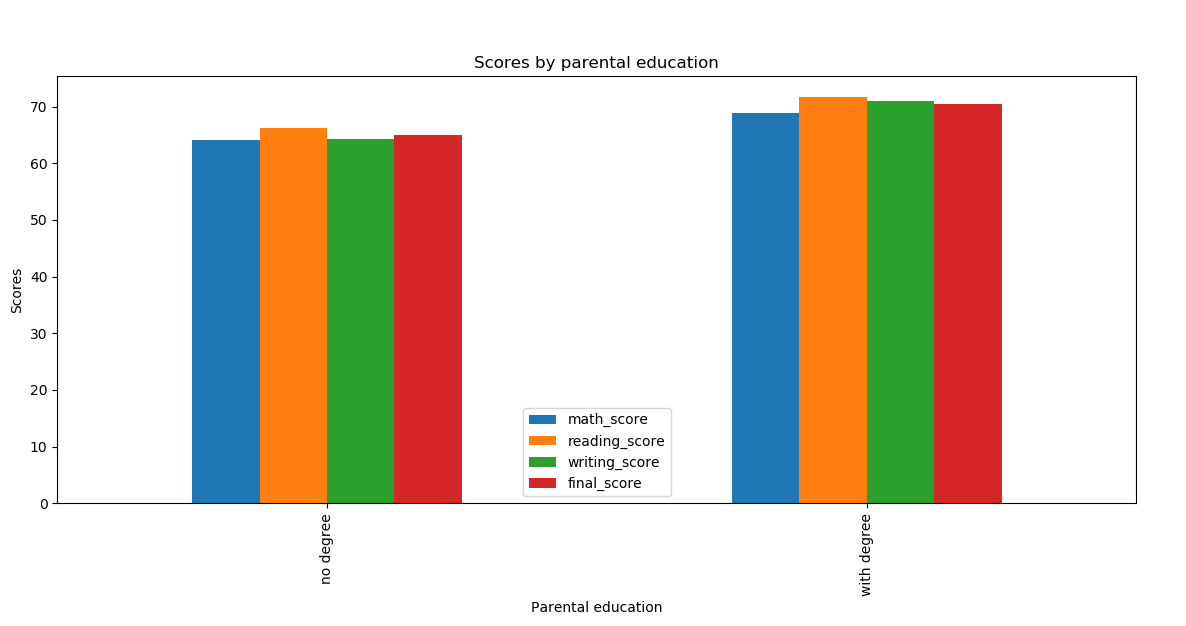 Scores by parental education
70
60
50
40
30
20
10
0
Scores
math_score
reading_score
writing_score
final_score
no degree
with degree
Parental education